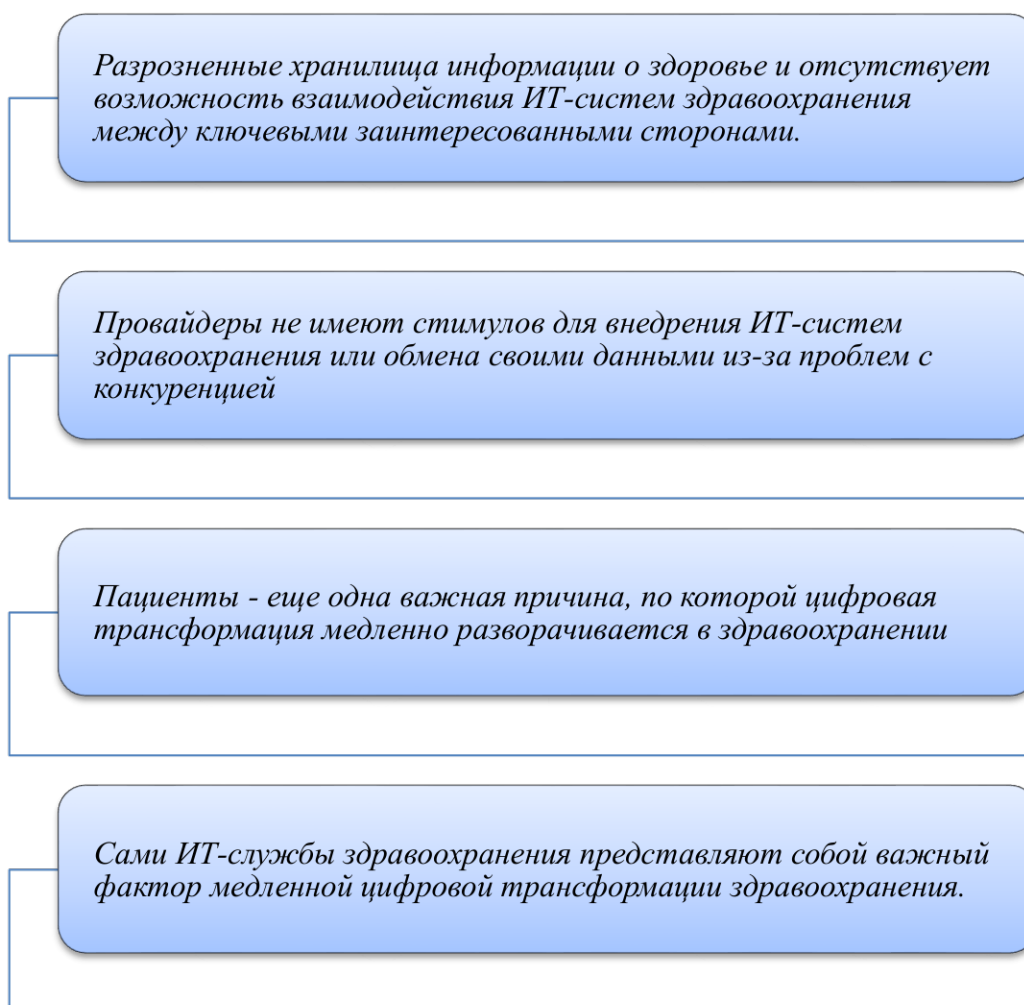 Разрозненные хранилища информации о здоровье и отсутствует
возможность взаимодействия ИТ-систем здравоохранения
между ключевыми заинтересованными сторонами.
Провайдеры не имеют стимулов для внедрения ИТ-систем
здравоохранения или обмена своими данными из-за проблем с
конкуренцией
Пациенты - еще одна важная причина, по которой цифровая
трансформация медленно разворачивается в здравоохранении
Сами ИТ-службы здравоохранения представляют собой важный
фактор медленной цифровой трансформации здравоохранения.